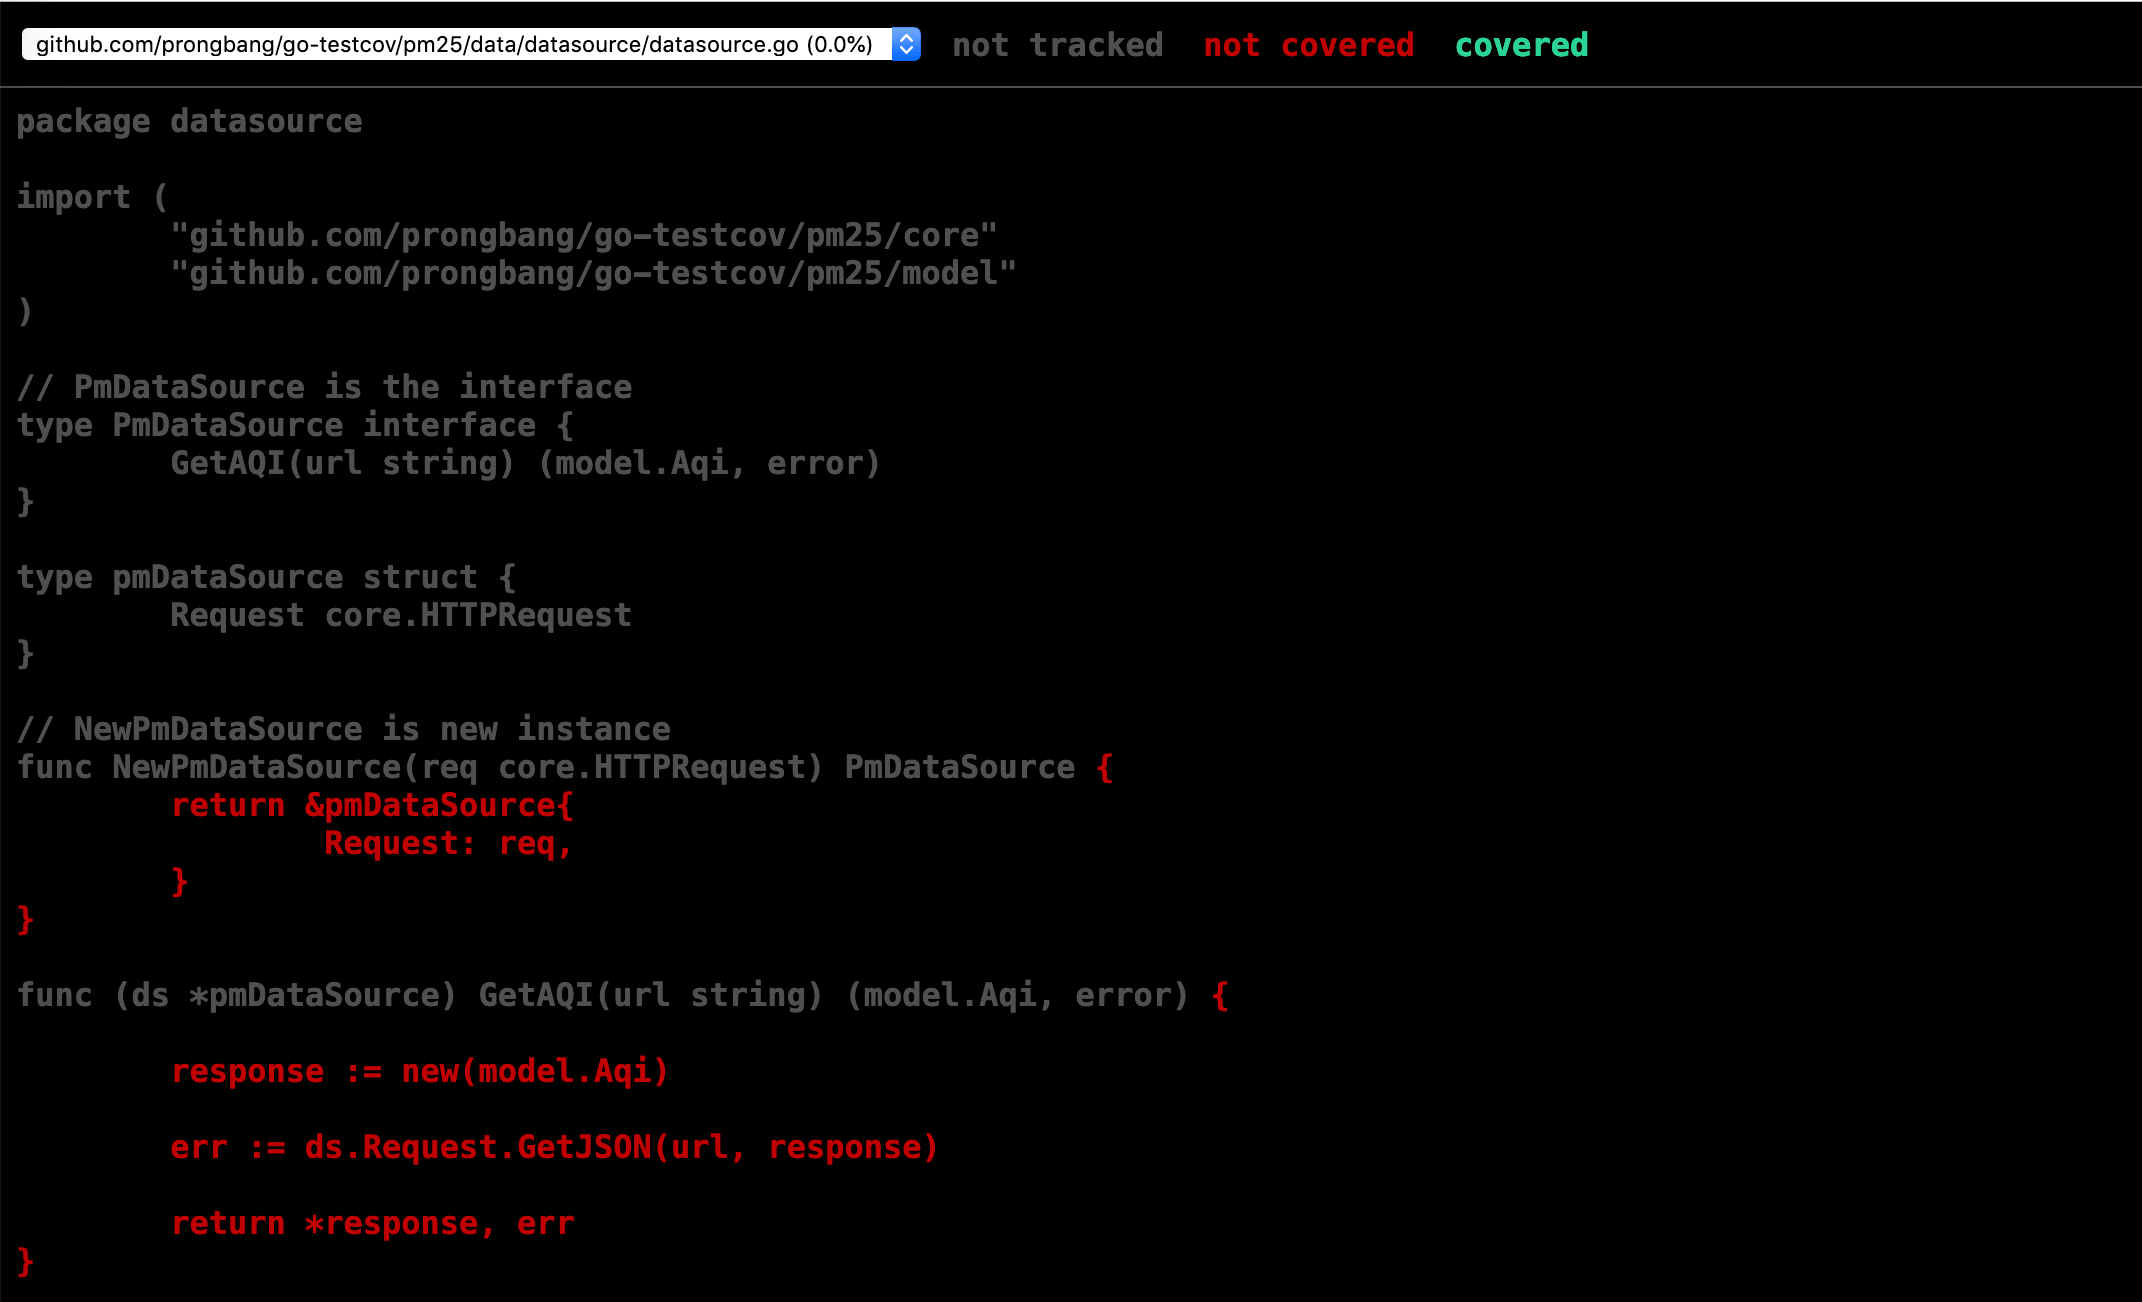 github.com/prongbang/go-testcov/pm25/data/datasource/datasource.go (0.0%) not tracked not covered covered
package datasource
import (
"github.com/prongbang/go-testcov/pm25/core"
"github.com/prongbang/go-testcov/pm25/model"
)
// PmDataSource is the interface
type PmDataSource interface {
GetAQI(url string) (model.Aqi, error)
}
type pmDataSource struct {
Request core.HTTPRequest
}
// NewPmDataSource is new instance
func NewPmDataSource(req core.HTTPRequest) PmDataSource {
return &pmDataSource{
Request: req,
}
}
func (ds *pmDataSource) GetAQI(url string) (model.Aqi, error) {
response := new(model.Aqi)
err := ds.Request.GetJSON(url, response)
return *response, err
}